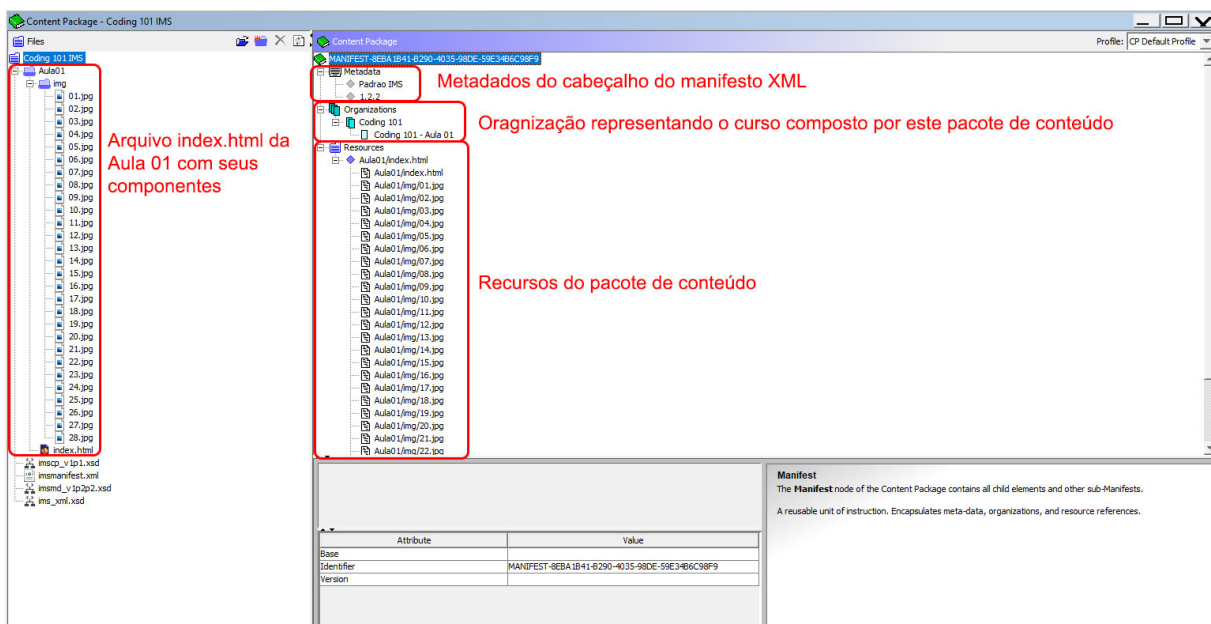 Content Package - Coding 101 IMS
Files
Coding 101 IMS
Aula01
img
01.jpg
02.jpg
03.jpg
04.jpg
05.jpg
06.jpg
07.jpg
08.jpg
09.jpg
10.jpg
11.jpg
12.jpg
13.jpg
14.jpg
15.jpg
16.jpg
17.jpg
18.jpg
19.jpg
20.jpg
21.jpg
22.jpg
23.jpg
24.jpg
25.jpg
26.jpg
27.jpg
28.jpg
index.html
imscp_v1p1.xsd
imsmanifest.xml
imsmd_v1p2p2.xsd
ims_xml.xsd
Arquivo index.html da
Aula 01 com seus
componentes
Content Package
Profile: CP Default Profile
MANIFEST-8EBA1B41-B290-4035-98DE-59E34B6C98F9
Metadata
Padrao IMS
1.2.2
Metadados do cabeçalho do manifesto XML
Organizations
Coding 101
Coding 101 - Aula 01
Oragnização representando o curso composto por este pacote de conteúdo
Resources
Aula01/index.html
Aula01/index.html
Aula01/img/01.jpg
Aula01/img/02.jpg
Aula01/img/03.jpg
Aula01/img/04.jpg
Aula01/img/05.jpg
Aula01/img/06.jpg
Aula01/img/07.jpg
Aula01/img/08.jpg
Aula01/img/09.jpg
Aula01/img/10.jpg
Aula01/img/11.jpg
Aula01/img/12.jpg
Aula01/img/13.jpg
Aula01/img/14.jpg
Aula01/img/15.jpg
Aula01/img/16.jpg
Aula01/img/17.jpg
Aula01/img/18.jpg
Aula01/img/19.jpg
Aula01/img/20.jpg
Aula01/img/21.jpg
Aula01/img/22.jpg
Recursos do pacote de conteúdo
Attribute Value
Base
Identifier MANIFEST-8EBA1B41-B290-4035-98DE-59E34B6C98F9
Version
Manifest
The Manifest node of the Content Package contains all child elements and other sub-Manifests.
A reusable unit of instruction. Encapsulates meta-data, organizations, and resource references.